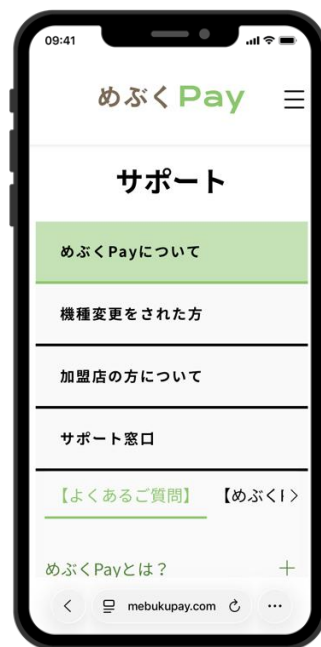 09:41
めぶく Pay
サポート
めぶくPayについて
機種変更をされた方
加盟店の方について
サポート窓口
【よくあるご質問】 【めぶくI
めぶくPayとは？
mebukupay.com